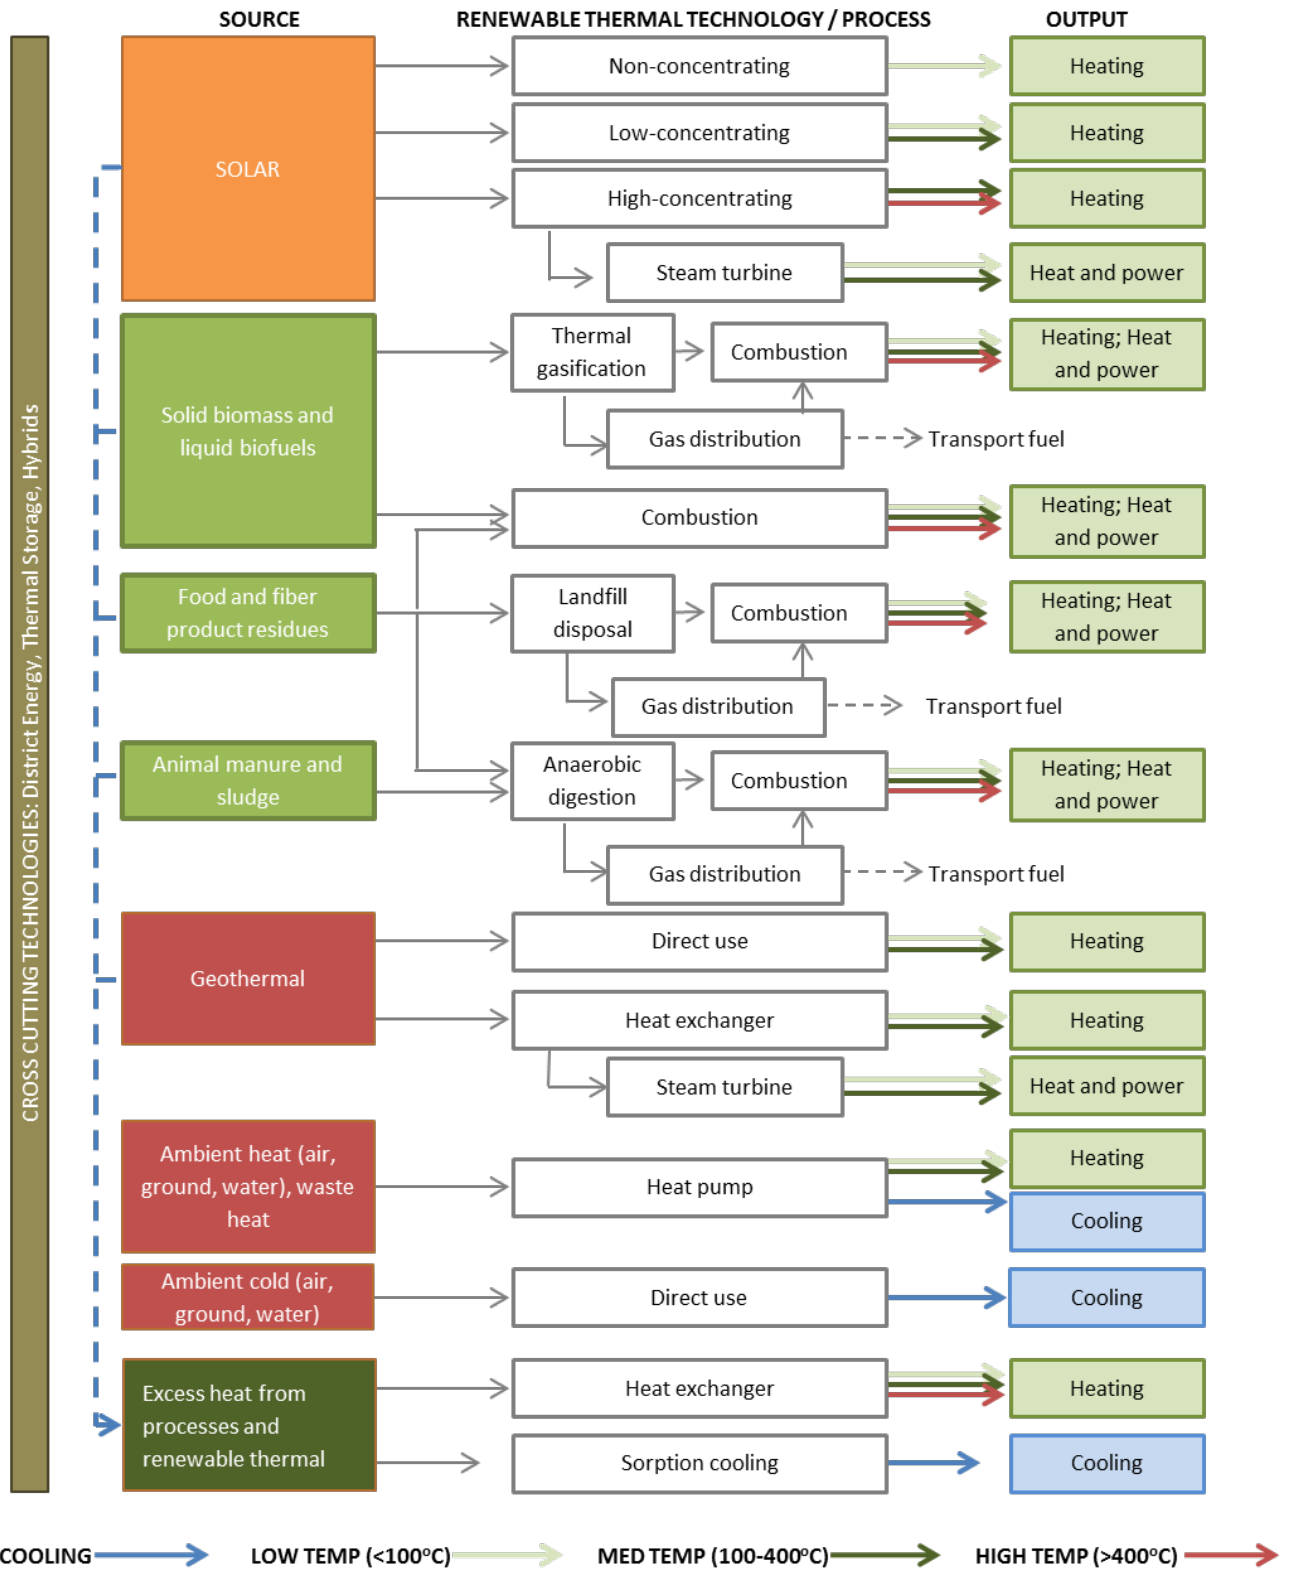 SOURCE
RENEWABLE THERMAL TECHNOLOGY / PROCESS
OUTPUT
CROSS CUTTING TECHNOLOGIES: District Energy, Thermal Storage, Hybrids
SOLAR
Non-concentrating
Heating
Low-concentrating
Heating
High-concentrating
Heating
Steam turbine
Heat and power
Solid biomass and
liquid biofuels
Thermal
gasification
Combustion
Heating; Heat
and power
Gas distribution
Transport fuel
Combustion
Heating; Heat
and power
Food and fiber
product residues
Landfill
disposal
Combustion
Heating; Heat
and power
Gas distribution
Transport fuel
Animal manure and
sludge
Anaerobic
digestion
Combustion
Heating; Heat
and power
Gas distribution
Transport fuel
Geothermal
Direct use
Heating
Heat exchanger
Heating
Steam turbine
Heat and power
Ambient heat (air,
ground, water), waste
heat
Heat pump
Heating
Cooling
Ambient cold (air,
ground, water)
Direct use
Cooling
Excess heat from
processes and
renewable thermal
Heat exchanger
Heating
Sorption cooling
Cooling
COOLING
LOW TEMP (<100°C)
MED TEMP (100-400°C)
HIGH TEMP (>400°C)